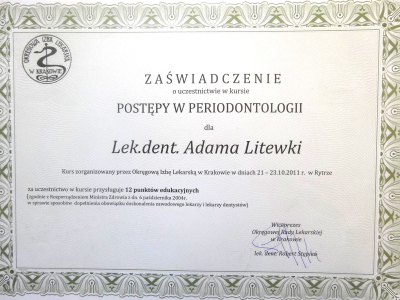 OKRĘGOWA IZBA LEKARSKA
W KRAKOWIE
ZAŚWIADCZENIE
o uczestnictwie w kursie
POSTĘPY W PERIODONTOLOGII
dla
Lek.dent. Adama Litewki
Kurs zorganizowany przez Okręgową Izbę Lekarską w Krakowie w dniach 21 – 23.10.2011 r. w Rytrze
za uczestnictwo w kursie przysługuje 12 punktów edukacyjnych
(zgodnie z Rozporządzeniem Ministra Zdrowia z dn. 6 października 2004r.
w sprawie sposobów dopełniania obowiązku doskonalenia zawodowego lekarzy i lekarzy dentystów)
Wiceprezes
Okręgowej Rady Lekarskiej
w Krakowie
lek. dent. Robert Stępień